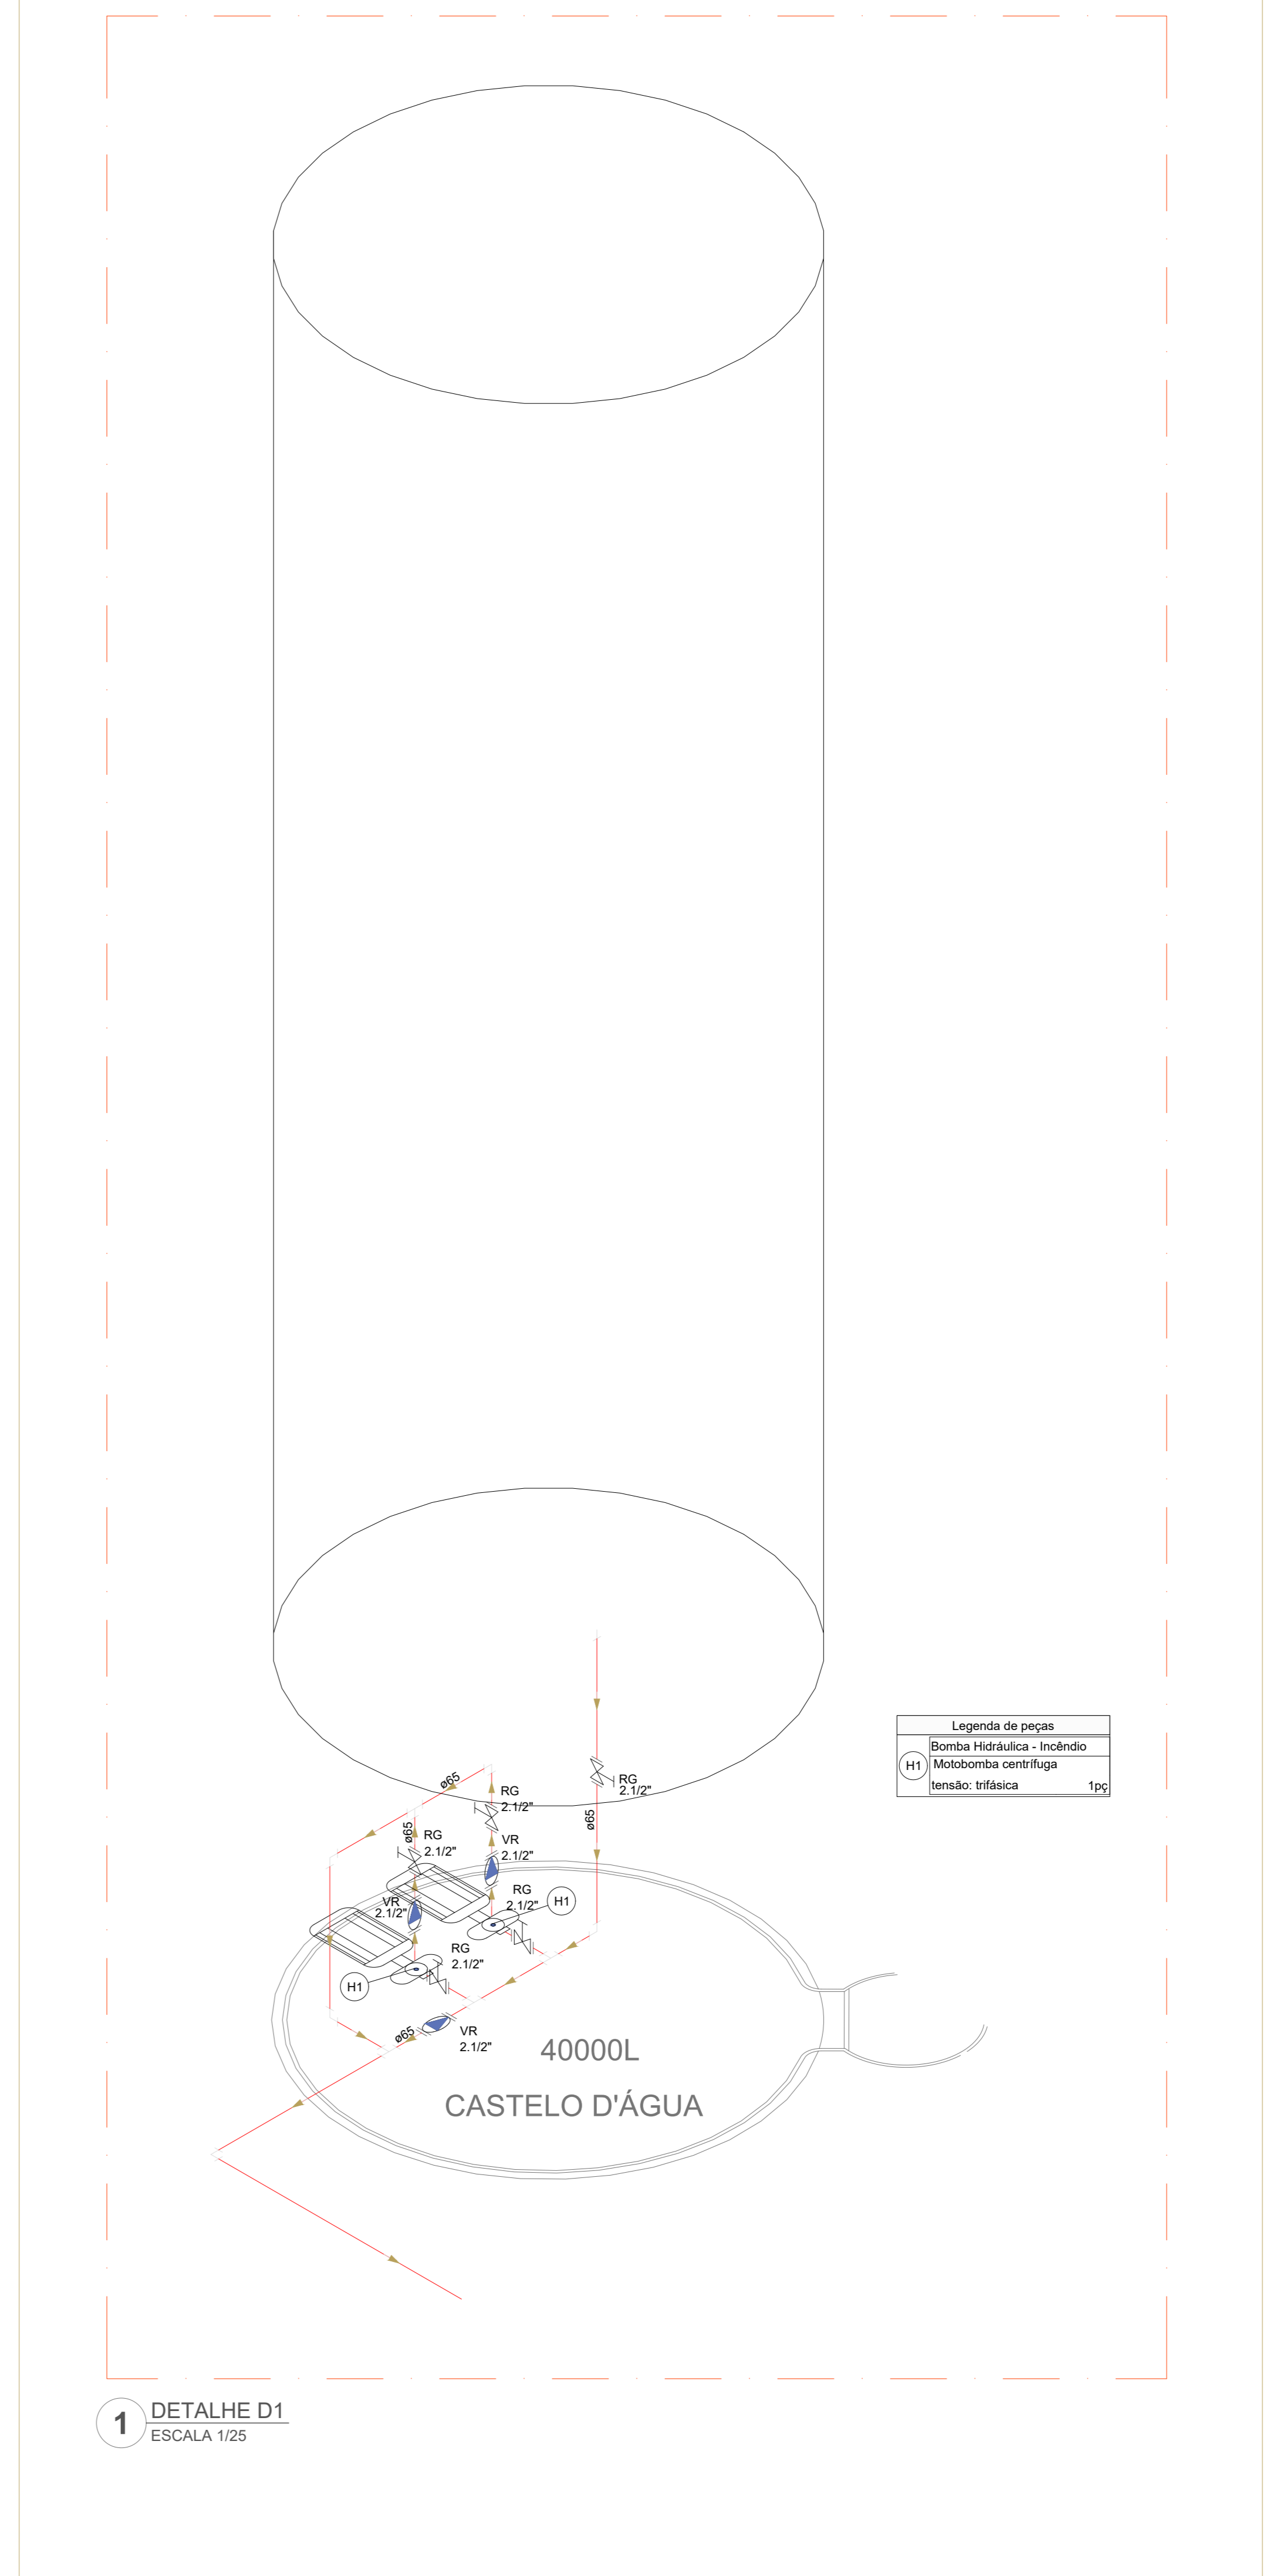 Legenda de peças
Bomba Hidráulica - Incêndio
H1
Motobomba centrífuga
tensão: trifásica 1pç
ø65
RG
2.1/2"
RG
2.1/2"
ø65
ø65
RG
2.1/2"
VR
2.1/2"
RG
2.1/2"
H1
VR
2.1/2"
RG
2.1/2"
H1
ø65
VR
2.1/2"
40000L
CASTELO D'ÁGUA
1
DETALHE D1
ESCALA 1/25